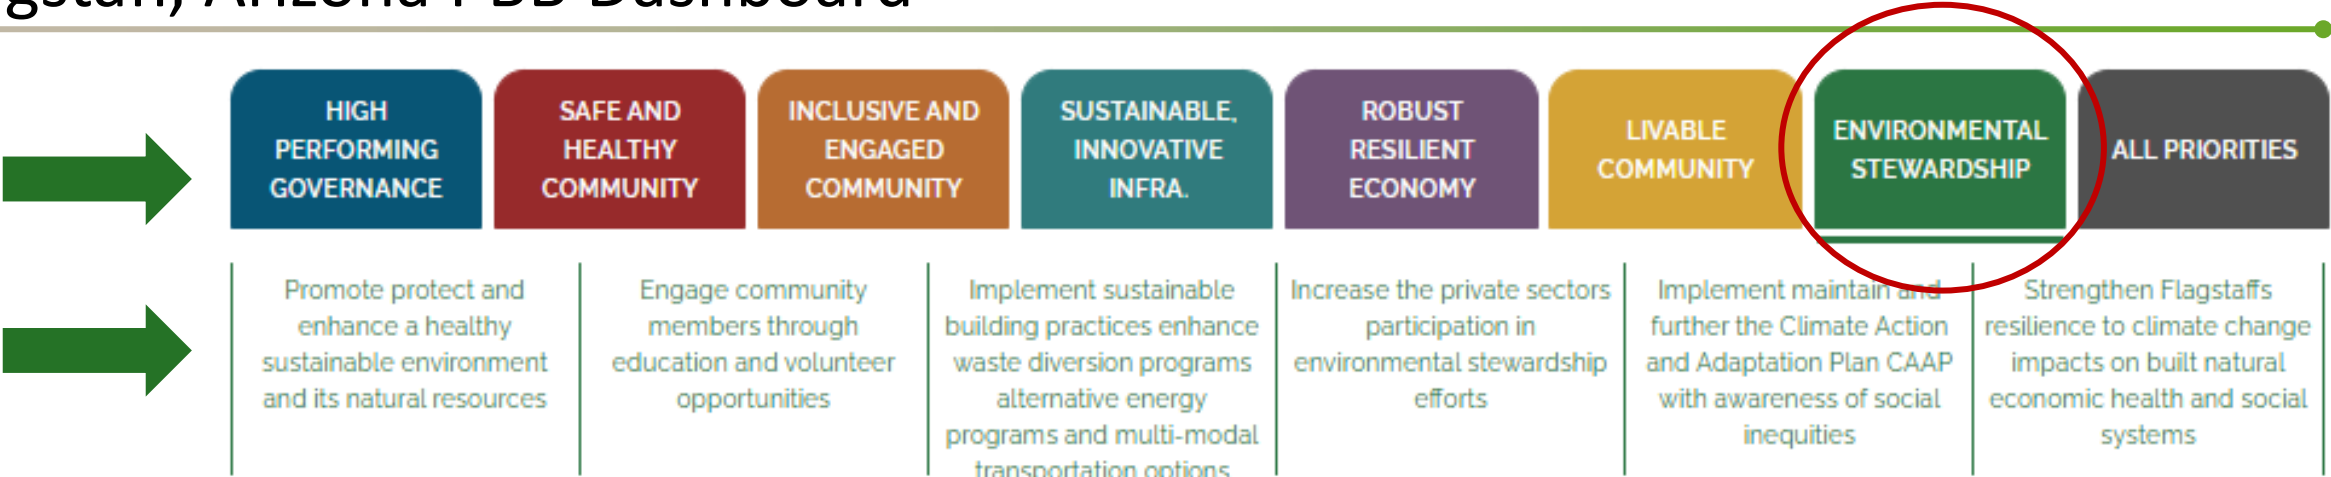 gstaff, Arizona PBB Dashboard
HIGH
PERFORMING
GOVERNANCE
SAFE AND
HEALTHY
COMMUNITY
INCLUSIVE AND
ENGAGED
COMMUNITY
SUSTAINABLE,
INNOVATIVE
INFRA.
ROBUST
RESILIENT
ECONOMY
LIVABLE
COMMUNITY
ENVIRONMENTAL
STEWARDSHIP
ALL PRIORITIES
Promote protect and
enhance a healthy
sustainable environment
and its natural resources
Engage community
members through
education and volunteer
opportunities
Implement sustainable
building practices enhance
waste diversion programs
alternative energy
programs and multi-modal
transportation options
Increase the private sectors
participation in
environmental stewardship
efforts
Implement maintain and
further the Climate Action
and Adaptation Plan CAAP
with awareness of social
inequities
Strengthen Flagstaffs
resilience to climate change
impacts on built natural
economic health and social
systems